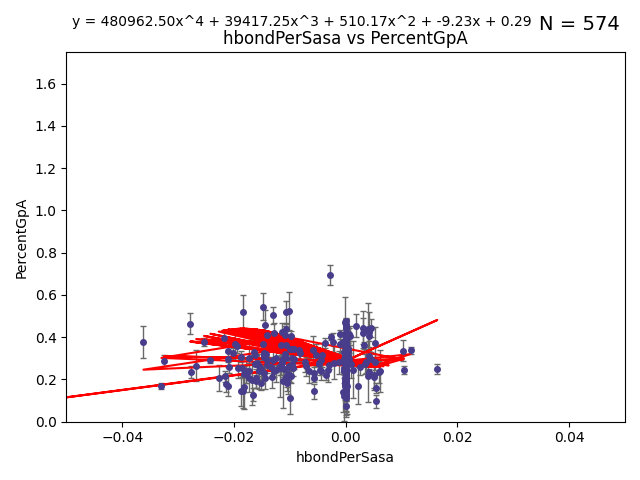 y = 480962.50x^4 + 39417.25x^3 + 510.17x^2 + -9.23x + 0.29
N = 574
hbondPerSasa vs PercentGpA
PercentGpA
1.6
1.4
1.2
1.0
0.8
0.6
0.4
0.2
0.0
−0.04 −0.02 0.00 0.02 0.04
hbondPerSasa